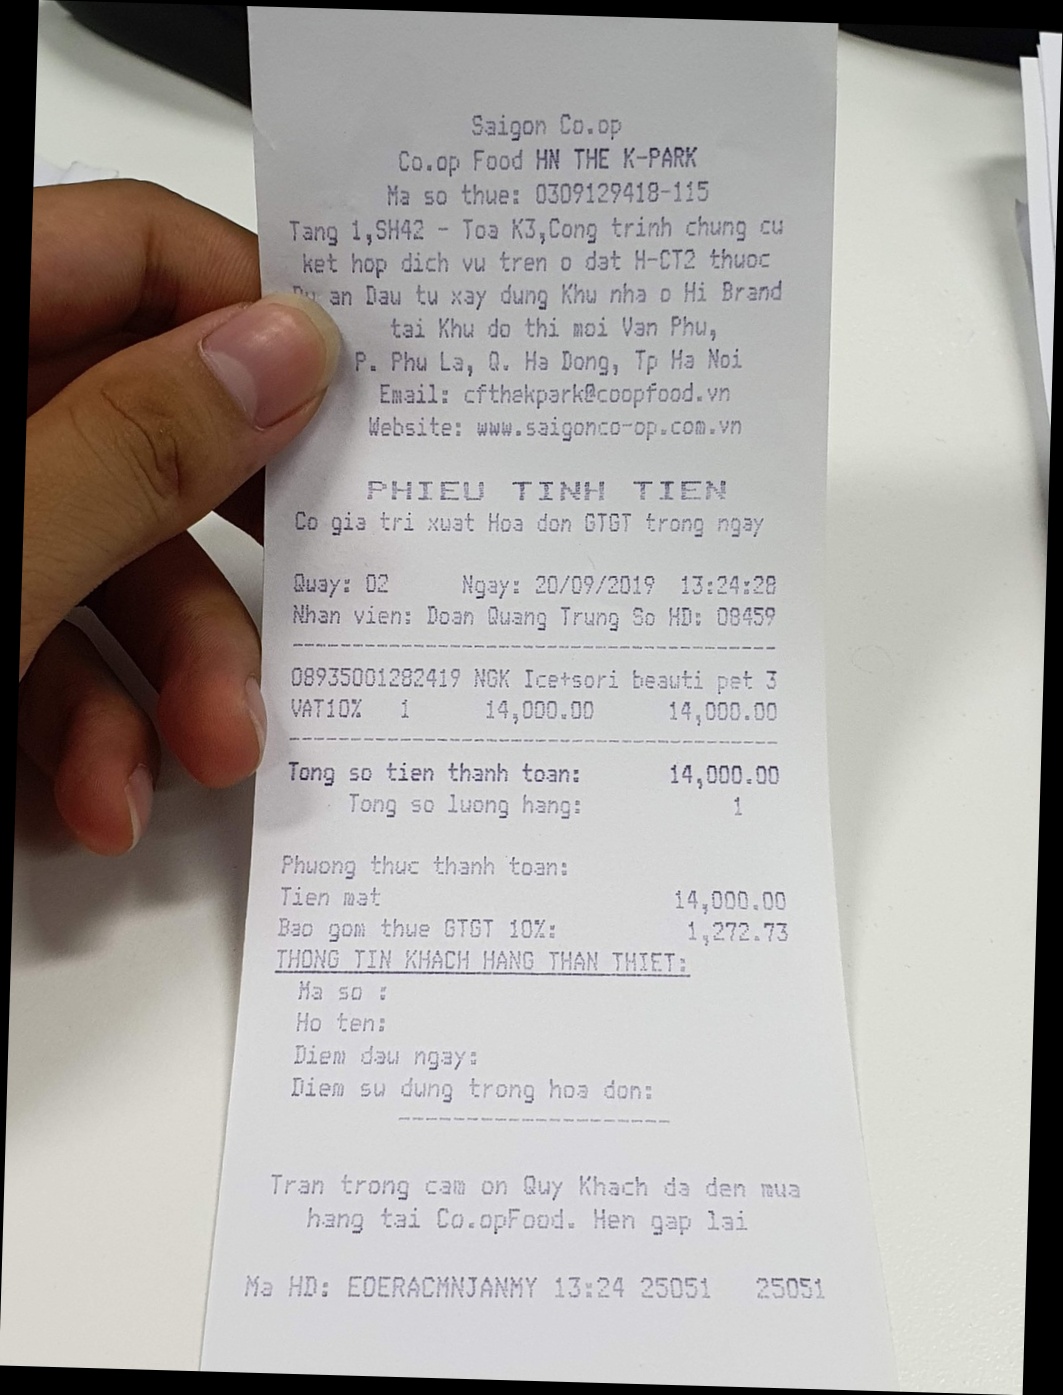 Saigon Co.op
Co.op Food HN THE K-PARK
Ma so thue: 0309129418-115
Tang 1,SH42 - Toa K3,Cong trinh chung cu
ket hop dich vu tren o dat H-CT2 thuoc
Du an Dau tu xay dung Khu nha o Hi Brand
tai Khu do thi moi Van Phu,
P. Phu La, Q. Ha Dong, Tp Ha Noi
Email: cfthekpark@coopfood.vn
Website: www.saigonco-op.com.vn
PHIEU TINH TIEN
Co gia tri xuat Hoa don GTGT trong ngay
Quay: 02 Ngay: 20/09/2019 13:24:28
Nhan vien: Doan Quang Trung So HD: 08459
08935001282419 NGK Ice+sori beauti pet 3
VAT10% 1 14,000.00 14,000.00
Tong so tien thanh toan: 14,000.00
Tong so luong hang: 1
Phuong thuc thanh toan:
Tien mat 14,000.00
Bao gom thue GTGT 10%: 1,272.73
THONG TIN KHACH HANG THAN THIET:
Ma so :
Ho ten:
Diem dau ngay:
Diem su dung trong hoa don:
Tran trong cam on Quy Khach da den mua
hang tai Co.opFood. Hen gap lai
Ma HD: EOERACMNJANMY 13:24 25051 25051